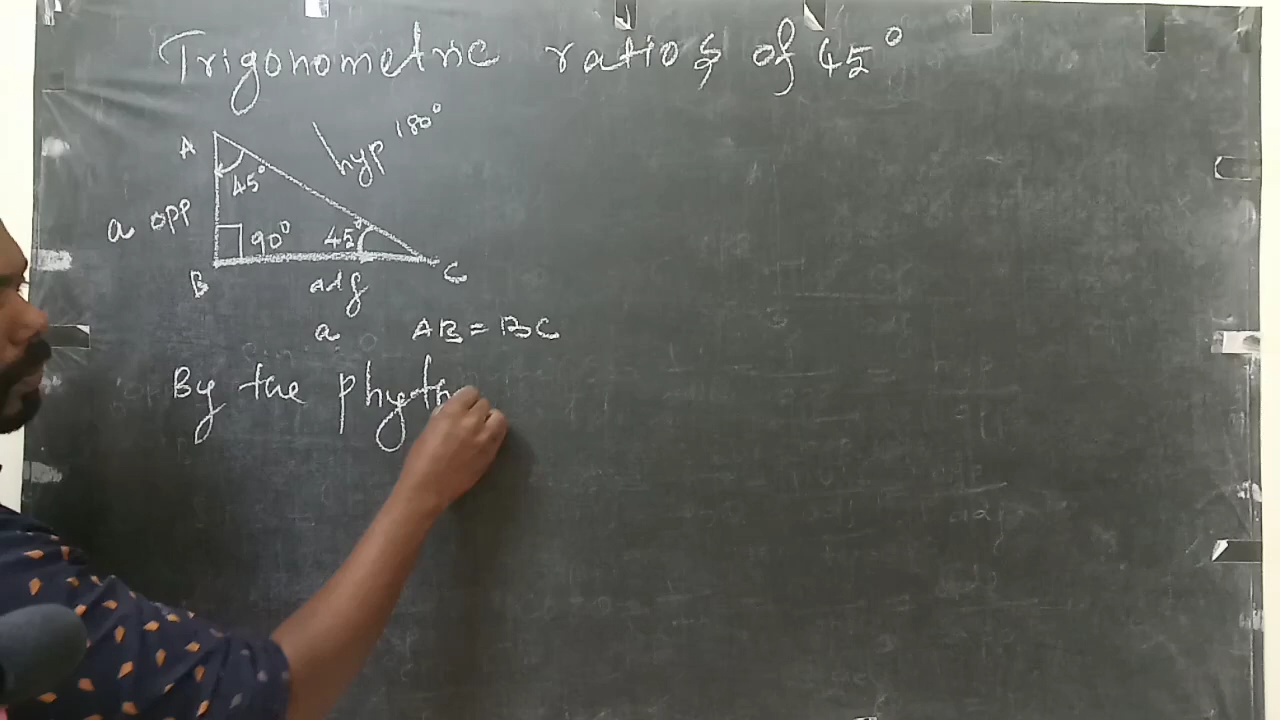 Trigonometric ratios of 45°
A
hyp 180°
45°
a opp
90° 45°
B
adj
C
a AB = BC
By the phyth